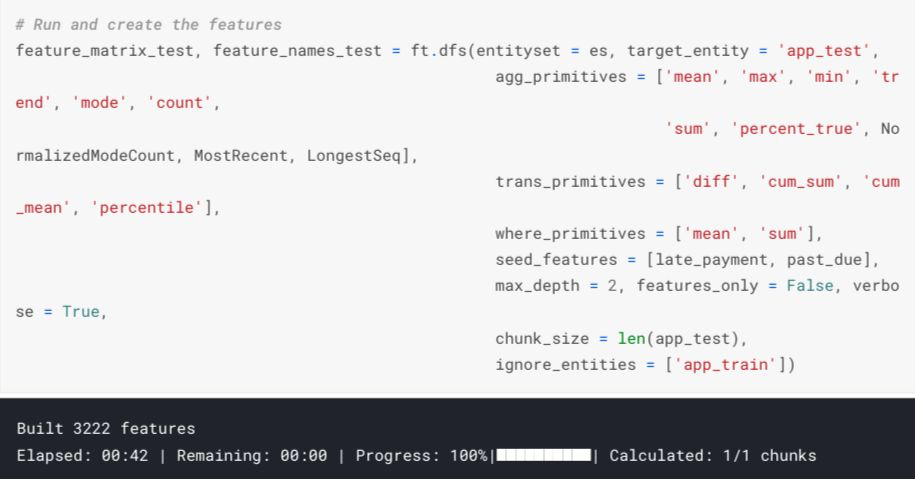 # Run and create the features
feature_matrix_test, feature_names_test = ft.dfs(entityset = es, target_entity = 'app_test',
agg_primitives = ['mean', 'max', 'min', 'tr
end', 'mode', 'count',
'sum', 'percent_true', No
rmalizedModeCount, MostRecent, LongestSeq],
trans_primitives = ['diff', 'cum_sum', 'cum
_mean', 'percentile'],
where_primitives = ['mean', 'sum'],
seed_features = [late_payment, past_due],
max_depth = 2, features_only = False, verbo
se = True,
chunk_size = len(app_test),
ignore_entities = ['app_train'])
Built 3222 features
Elapsed: 00:42 | Remaining: 00:00 | Progress: 100%|██████████| Calculated: 1/1 chunks